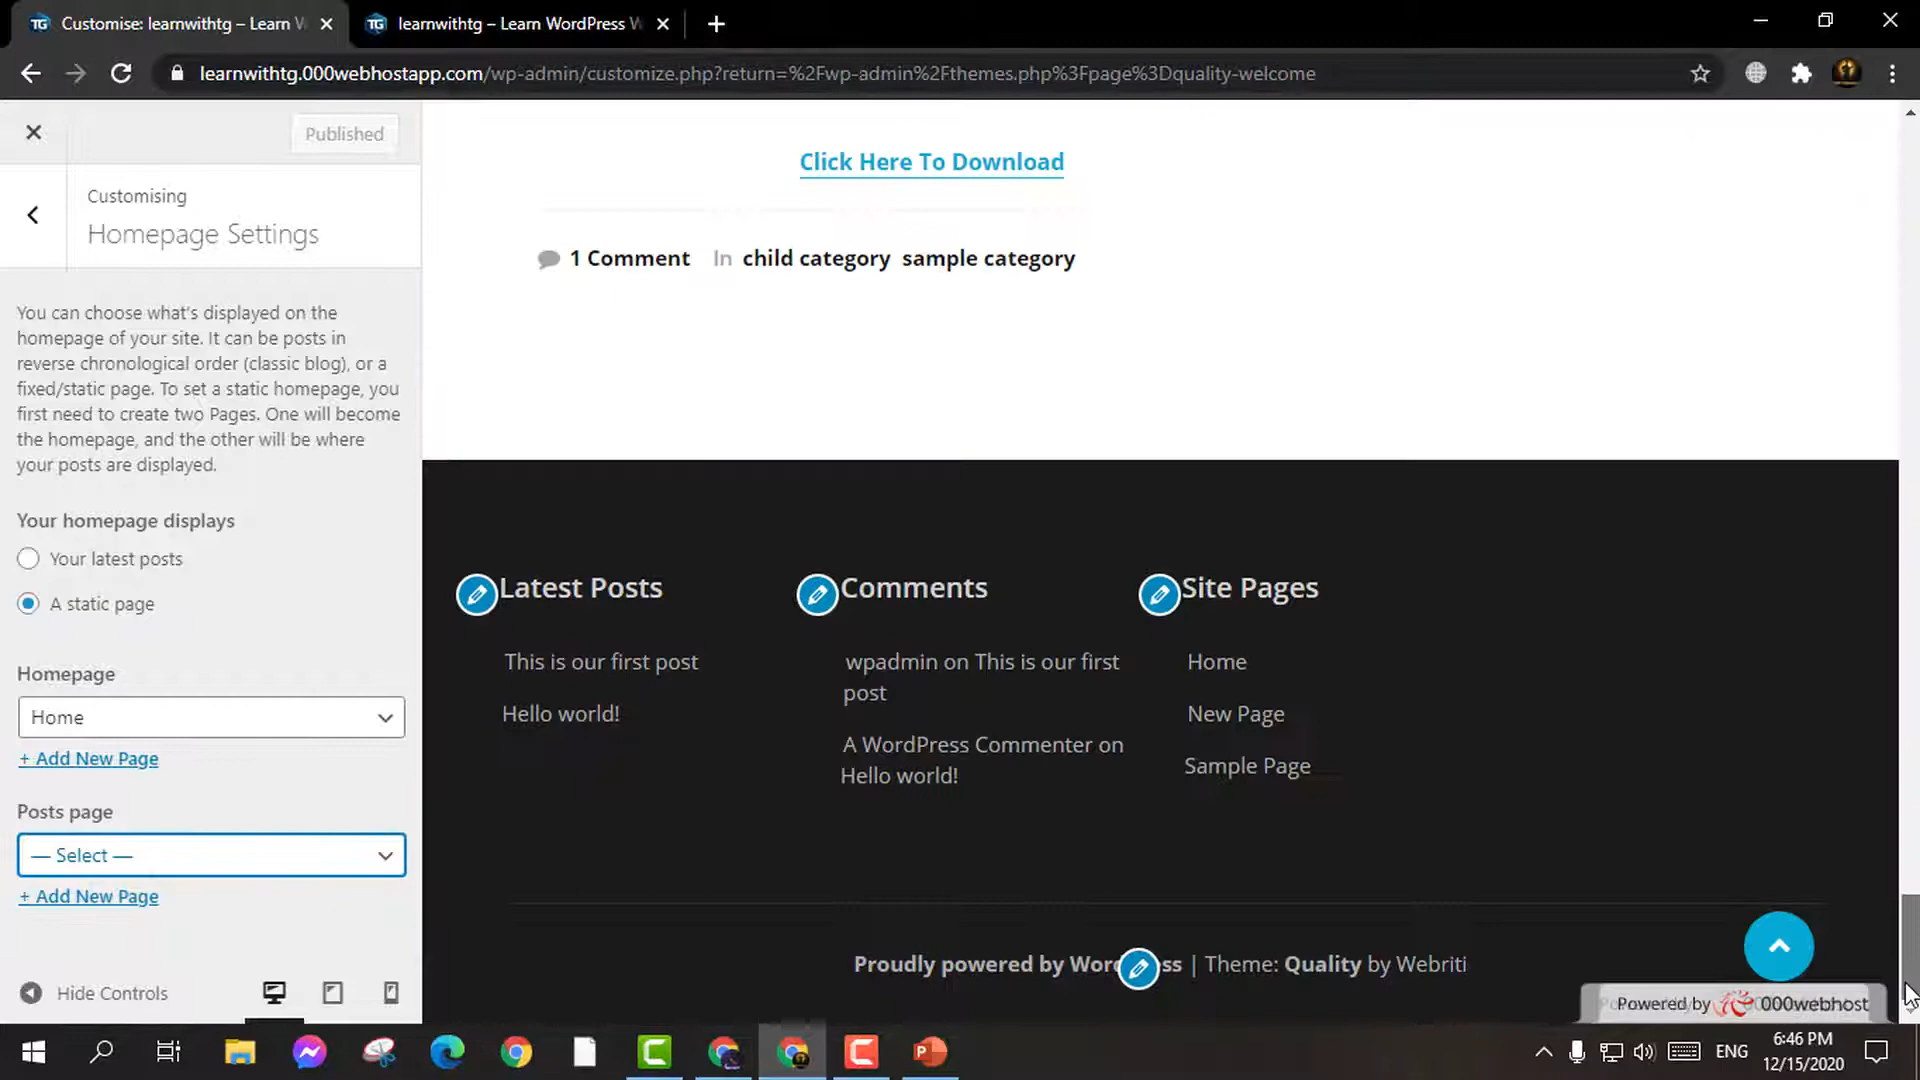 Customise: learnwithtg – Learn W
learnwithtg – Learn WordPress W
learnwithtg.000webhostapp.com/wp-admin/customize.php?return=%2Fwp-admin%2Fthemes.php%3Fpage%3Dquality-welcome
Published
Customising
Homepage Settings
You can choose what's displayed on the
homepage of your site. It can be posts in
reverse chronological order (classic blog), or a
fixed/static page. To set a static homepage, you
first need to create two Pages. One will become
the homepage, and the other will be where
your posts are displayed.
Your homepage displays
Your latest posts
A static page
Homepage
Home
+ Add New Page
Posts page
— Select —
+ Add New Page
Hide Controls
Click Here To Download
1 Comment In child category sample category
Latest Posts
This is our first post
Hello world!
Comments
wpadmin on This is our first
post
A WordPress Commenter on
Hello world!
Site Pages
Home
New Page
Sample Page
Proudly powered by Wor ss | Theme: Quality by Webriti
Powered by 000webhost
ENG
6:46 PM
12/15/2020